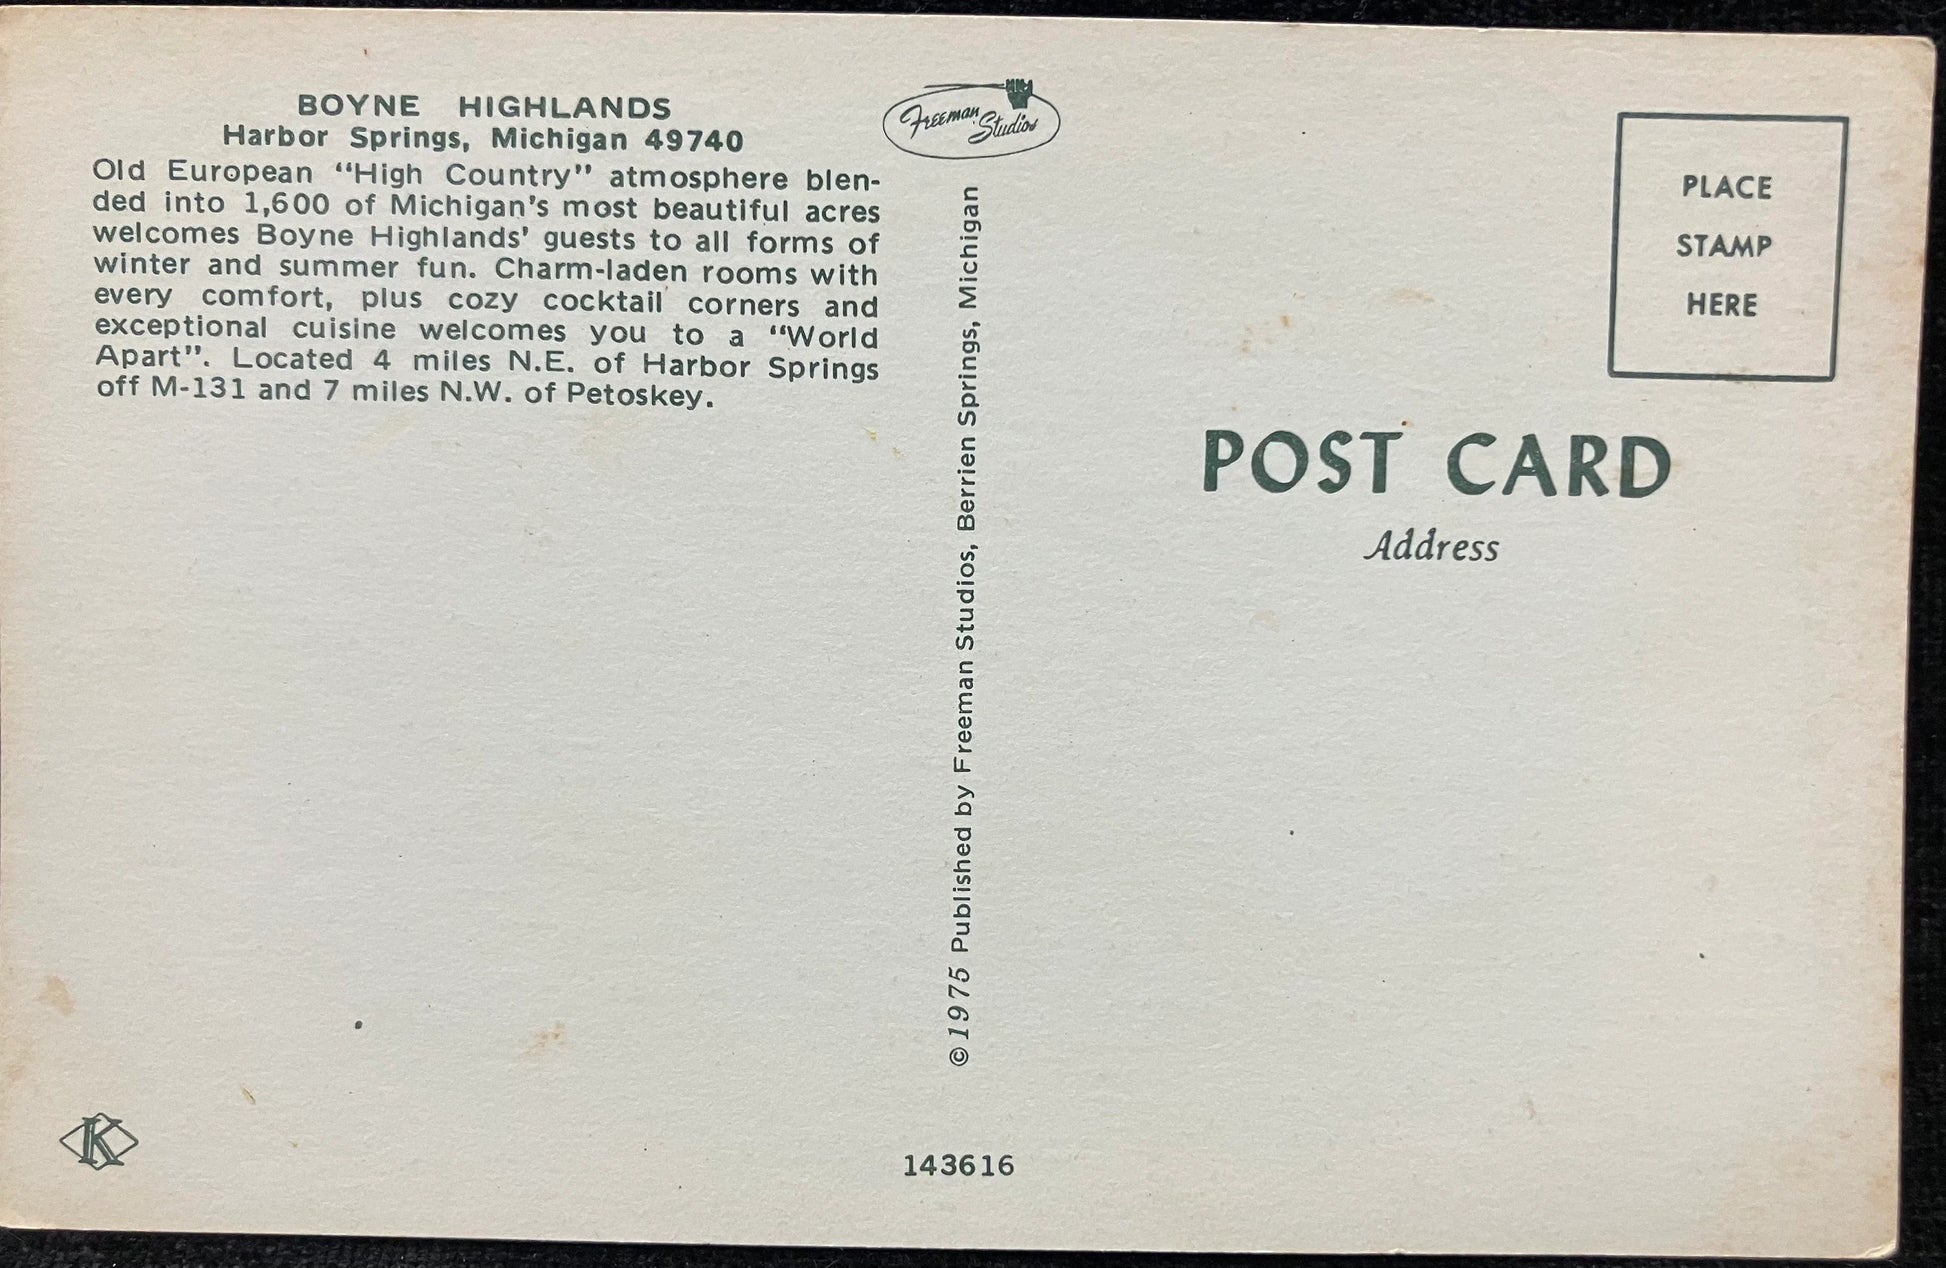 BOYNE HIGHLANDS
Harbor Springs, Michigan 49740
Old European "High Country" atmosphere blen-
ded into 1,600 of Michigan's most beautiful acres
welcomes Boyne Highlands' guests to all forms of
winter and summer fun. Charm-laden rooms with
every comfort, plus cozy cocktail corners and
exceptional cuisine welcomes you to a "World
Apart". Located 4 miles N.E. of Harbor Springs
off M-131 and 7 miles N.W. of Petoskey.
Freeman Studios
©1975 Published by Freeman Studios, Berrien Springs, Michigan
PLACE
STAMP
HERE
POST CARD
Address
K
143616